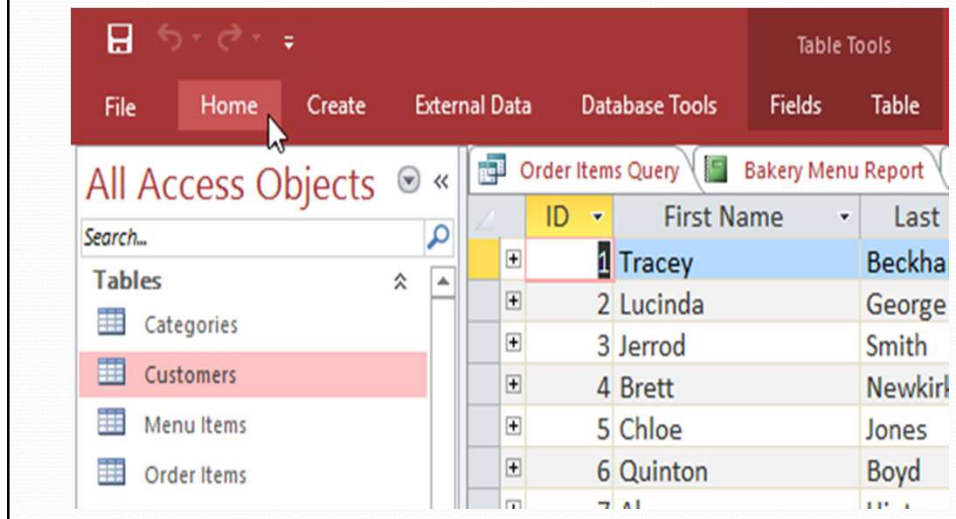 Table Tools
File Home Create External Data Database Tools Fields Table
All Access Objects
Order Items Query Bakery Menu Report
Search...
ID First Name Last
Tables
Categories
Customers
Menu Items
Order Items
1 Tracey Beckha
2 Lucinda George
3 Jerrod Smith
4 Brett Newkirk
5 Chloe Jones
6 Quinton Boyd